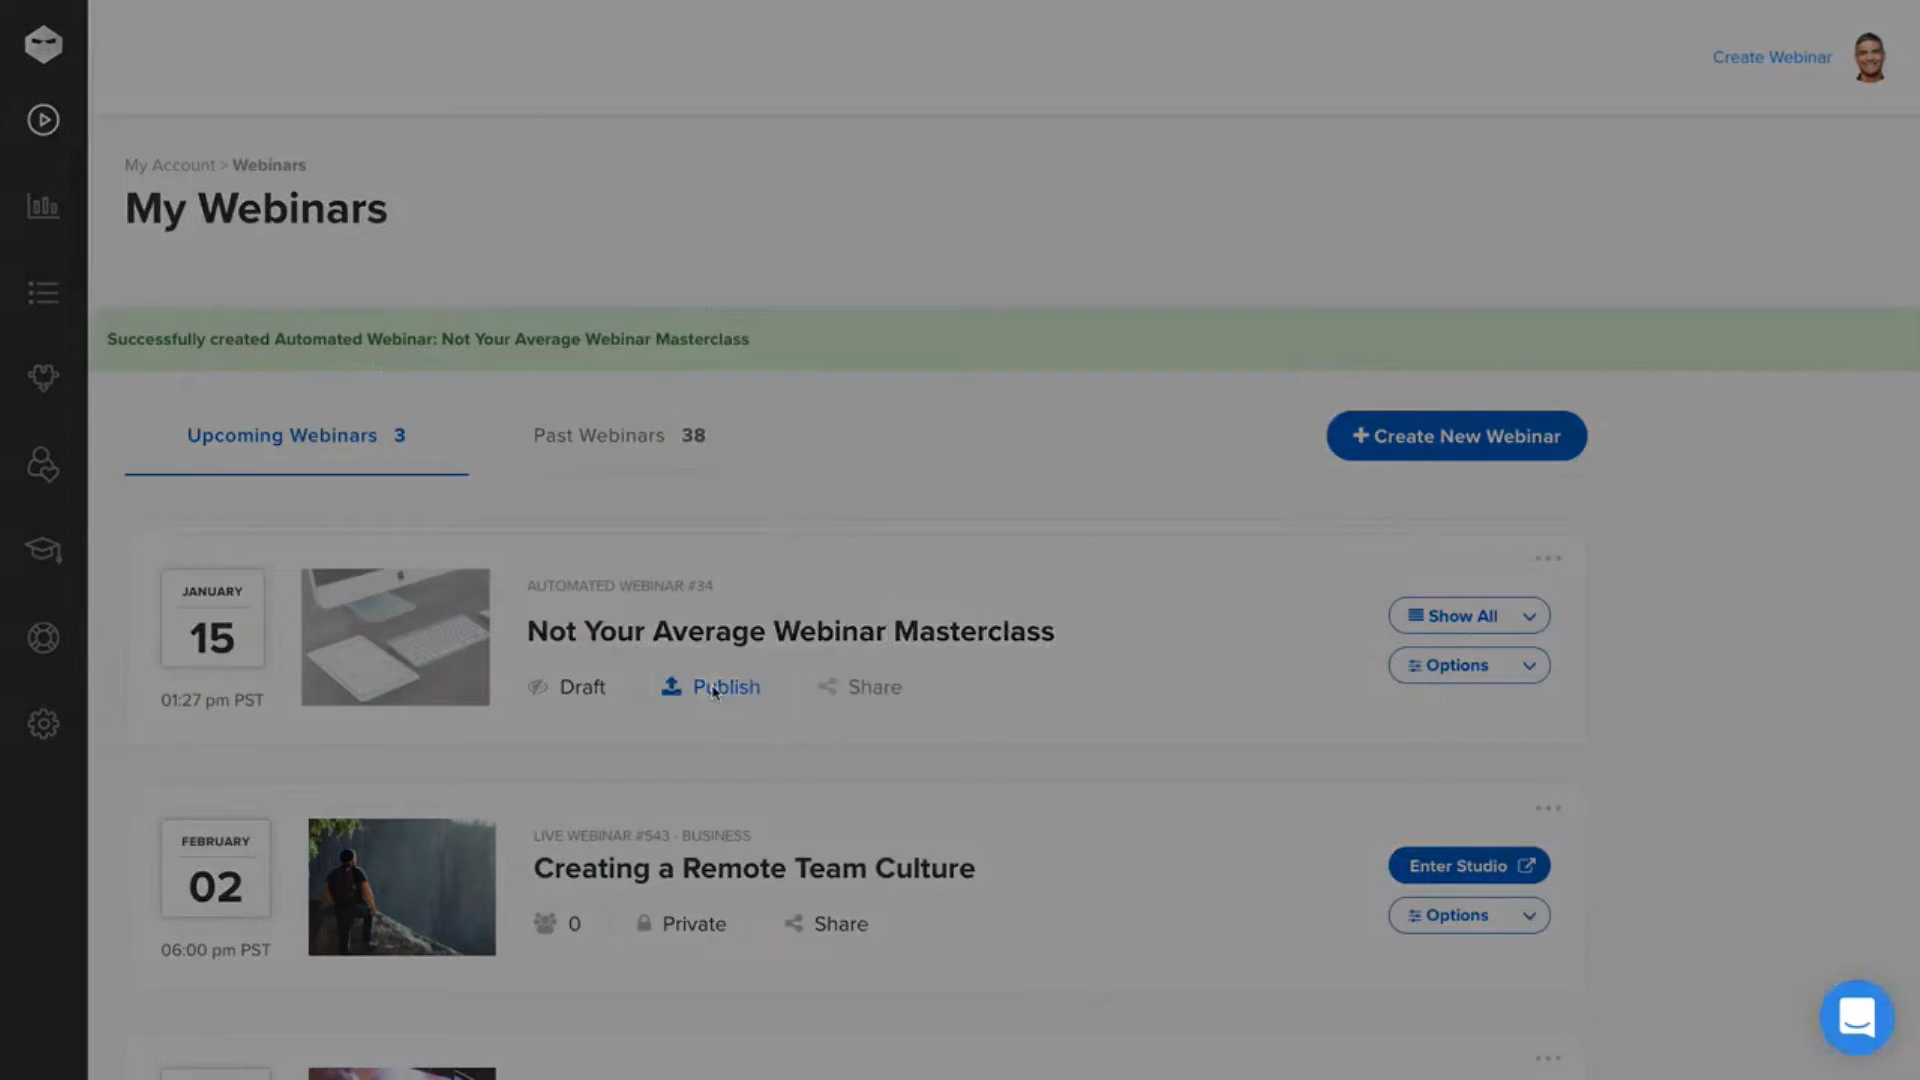 Create Webinar
My Account > Webinars
My Webinars
Successfully created Automated Webinar: Not Your Average Webinar Masterclass
Upcoming Webinars 3
Past Webinars 38
+ Create New Webinar
JANUARY
15
01:27 pm PST
AUTOMATED WEBINAR #34
Not Your Average Webinar Masterclass
Draft
Publish
Share
Show All
Options
FEBRUARY
02
06:00 pm PST
LIVE WEBINAR #543 - BUSINESS
Creating a Remote Team Culture
0
Private
Share
Enter Studio
Options